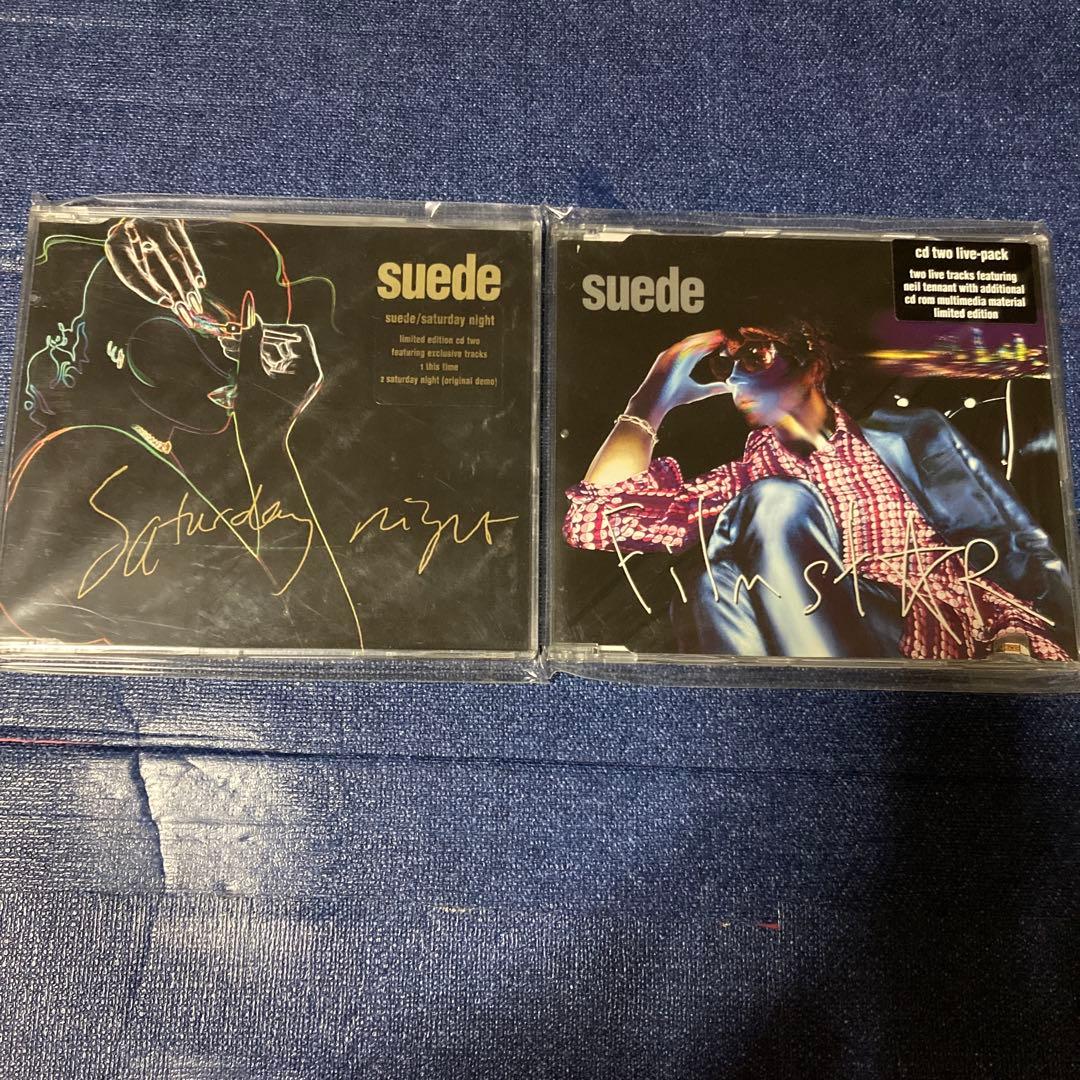 suede
suede/saturday night
limited edition cd two
featuring exclusive tracks
1 this time
2 saturday night (original demo)
Saturday night
suede
cd two live-pack
two live tracks featuring
neil tennant with additional
cd rom multimedia material
limited edition
FilmstAR